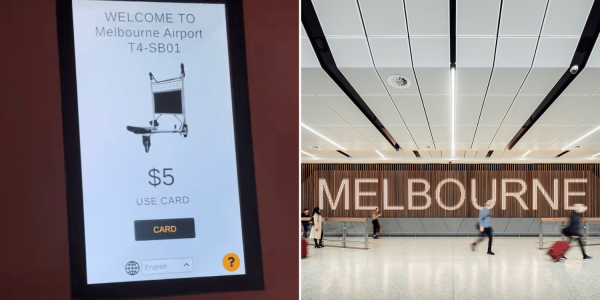 WELCOME TO
Melbourne Airport
T4-SB01
$5
USE CARD
CARD
English
?
MELBOURNE